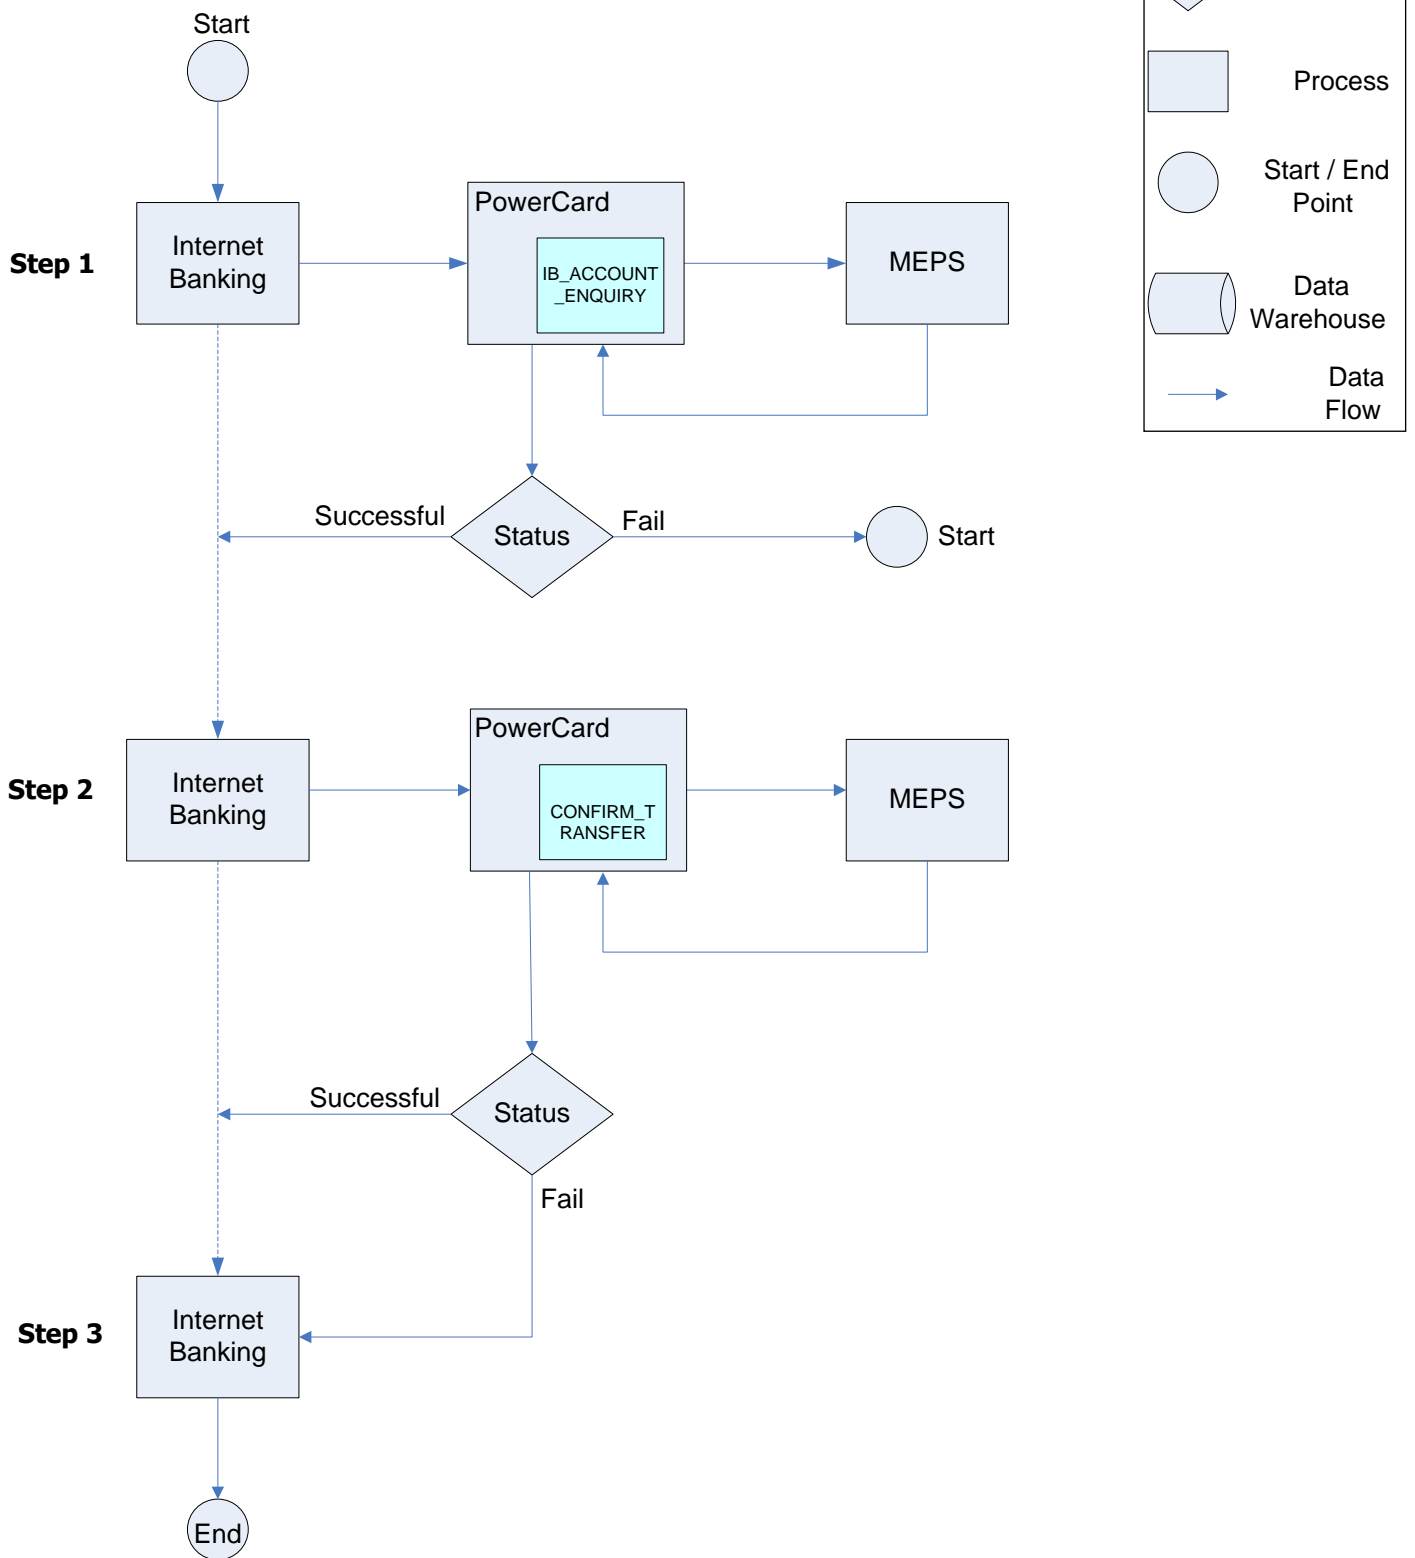 Start
Process
Start / End
Point
PowerCard
Step 1
Internet
Banking
IB_ACCOUNT
_ENQUIRY
MEPS
Data
Warehouse
Data
Flow
Successful
Status
Fail
Start
PowerCard
Step 2
Internet
Banking
CONFIRM_T
RANSFER
MEPS
Successful
Status
Fail
Step 3
Internet
Banking
End